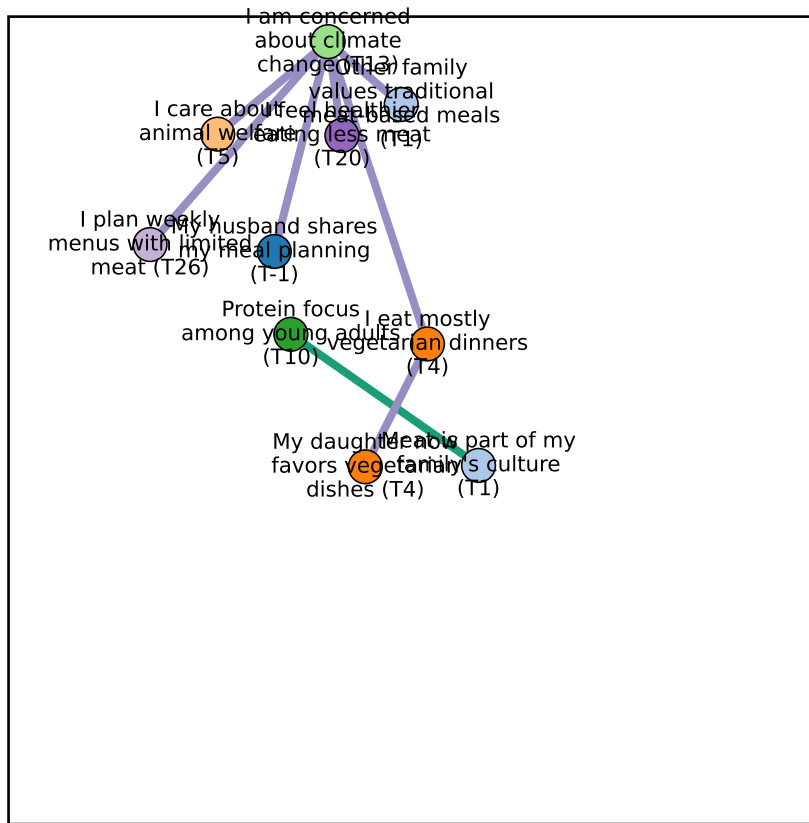 I am concerned
about climate
change (T13)
Other family
values traditional
meat-based meals
(T1)
I care about
animal welfare
(T5)
I feel healthier
eating less meat
(T20)
I plan weekly
menus with limited
meat (T26)
My husband shares
my meal planning
(T-1)
Protein focus
among young adults
(T10)
I eat mostly
vegetarian dinners
(T4)
My daughter now
favors vegetarian
dishes (T4)
Meat is part of my
family's culture
(T1)